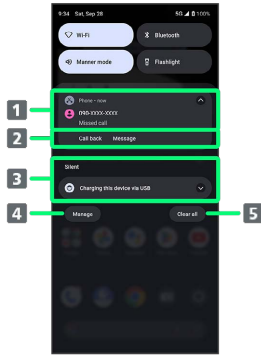 9:34 Sat, Sep 28 5G 100%
Wi-Fi Bluetooth
Manner mode Flashlight
1
Phone • now
090-XXXX-XXXX
Missed call
2
Call back Message
Silent
3
Charging this device via USB
4 Manage Clear all 5